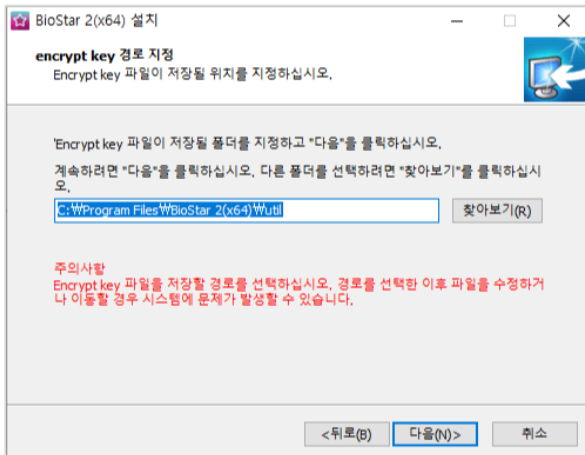 BioStar 2(x64) 설치
encrypt key 경로 지정
Encrypt key 파일이 저장될 위치를 지정하십시오.
'Encrypt key 파일이 저장될 폴더를 지정하고 "다음"을 클릭하십시오.
계속하려면 "다음"을 클릭하십시오. 다른 폴더를 선택하려면 "찾아보기"를 클릭하십시
오.
C:₩Program Files₩BioStar 2(x64)₩util
찾아보기(R)
주의사항
Encrypt key 파일을 저장할 경로를 선택하십시오. 경로를 선택한 이후 파일을 수정하거
나 이동할 경우 시스템에 문제가 발생할 수 있습니다.
<뒤로(B)
다음(N)>
취소